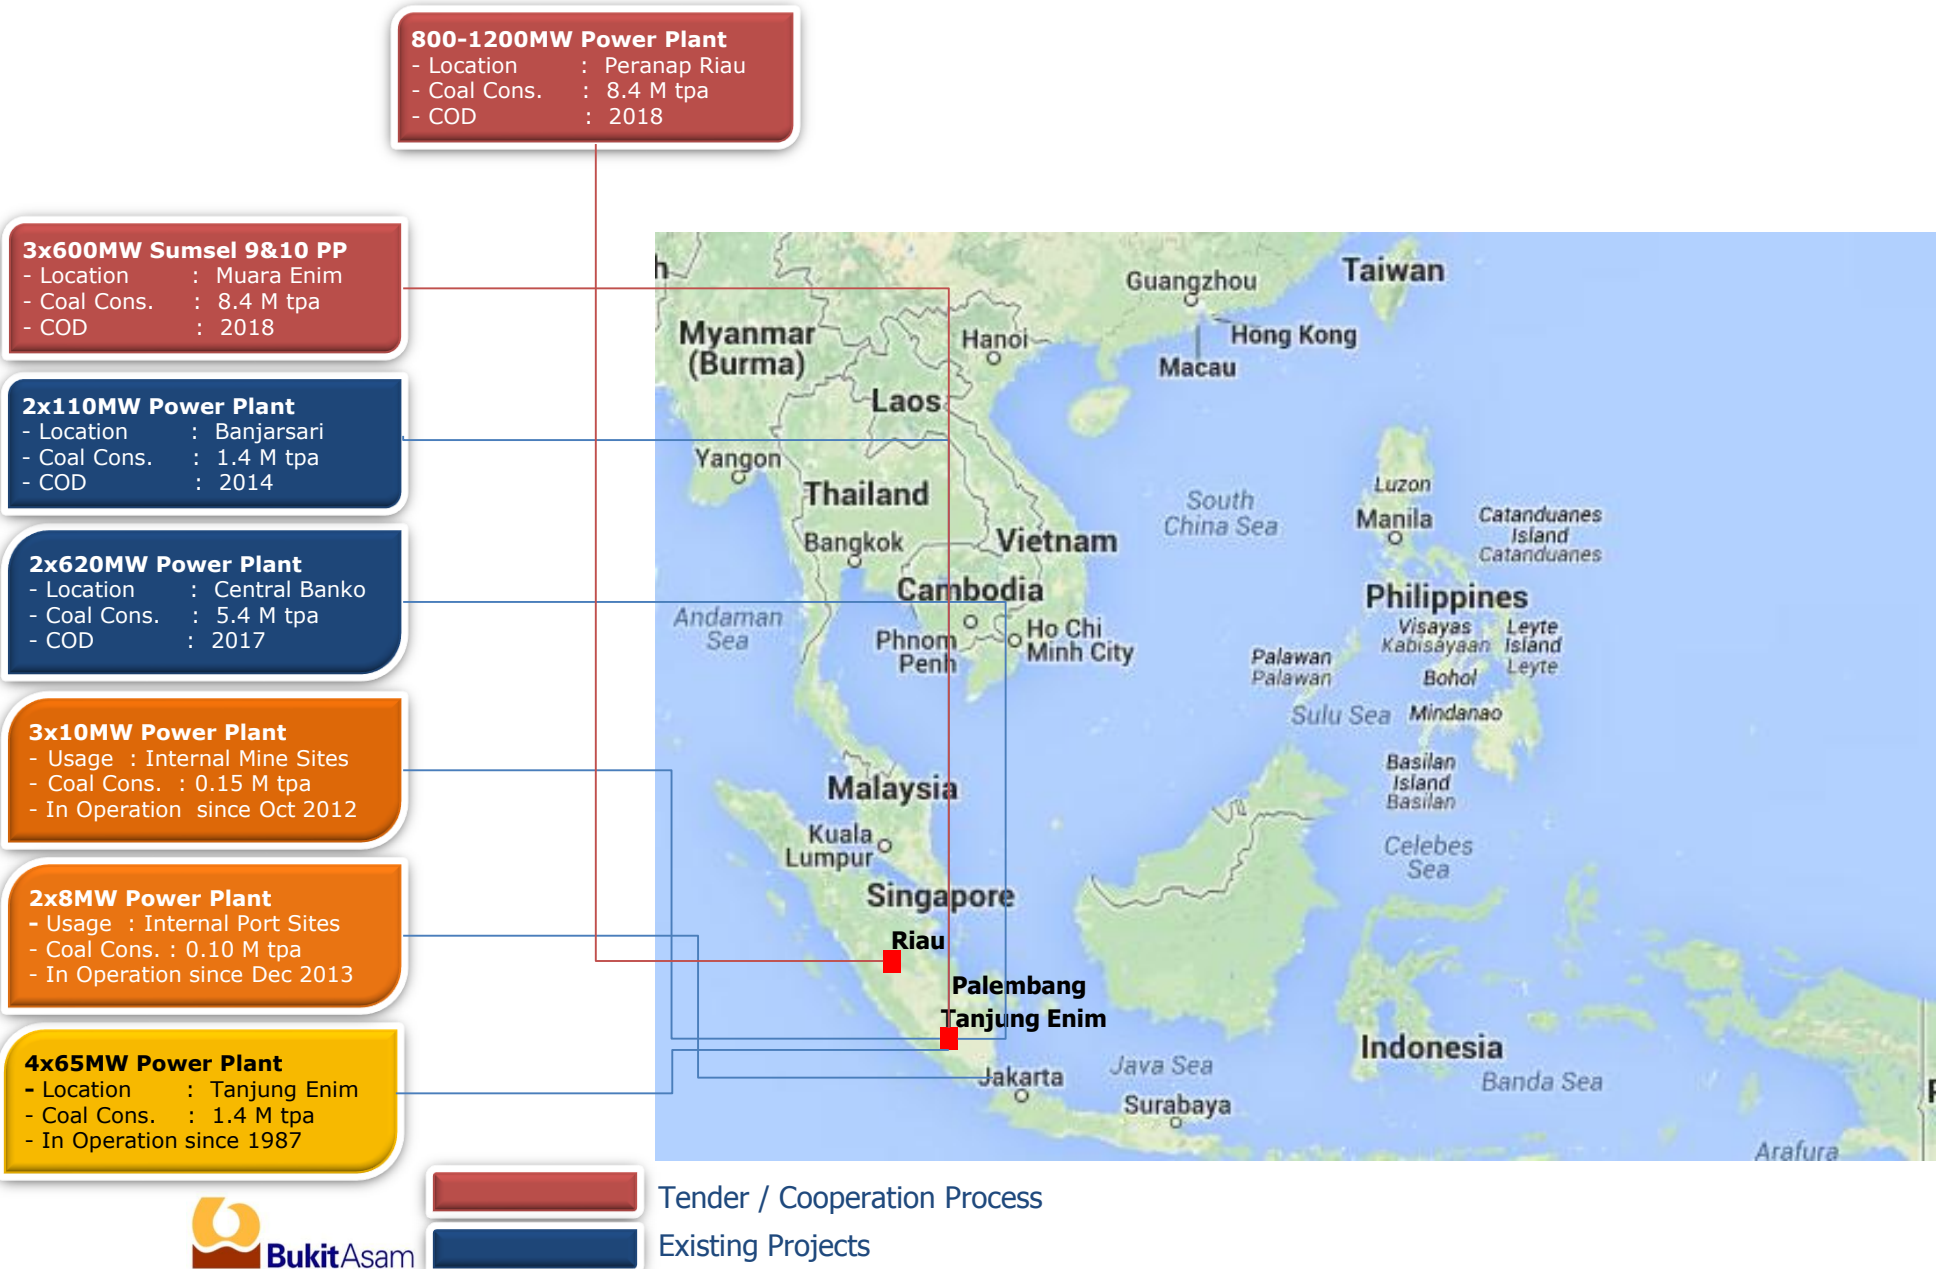 800-1200MW Power Plant
- Location : Peranap Riau
- Coal Cons. : 8.4 M tpa
- COD : 2018
3x600MW Sumsel 9&10 PP
- Location : Muara Enim
- Coal Cons. : 8.4 M tpa
- COD : 2018
2x110MW Power Plant
- Location : Banjarsari
- Coal Cons. : 1.4 M tpa
- COD : 2014
2x620MW Power Plant
- Location : Central Banko
- Coal Cons. : 5.4 M tpa
- COD : 2017
3x10MW Power Plant
- Usage : Internal Mine Sites
- Coal Cons. : 0.15 M tpa
- In Operation since Oct 2012
2x8MW Power Plant
- Usage : Internal Port Sites
- Coal Cons. : 0.10 M tpa
- In Operation since Dec 2013
4x65MW Power Plant
- Location : Tanjung Enim
- Coal Cons. : 1.4 M tpa
- In Operation since 1987
h
Guangzhou
Taiwan
Myanmar
(Burma)
Hanoi
Hong Kong
Macau
Laos
Yangon
Thailand
South
China Sea
Luzon
Manila
Catanduanes
Island
Catanduanes
Bangkok
Vietnam
Cambodia
Philippines
Andaman
Sea
Phnom
Penh
Ho Chi
Minh City
Visayas
Kabisayaan
Leyte
Island
Leyte
Palawan
Palawan
Bohol
Sulu Sea
Mindanao
Basilan
Island
Basilan
Malaysia
Kuala
Lumpur
Celebes
Sea
Singapore
Riau
Palembang
Tanjung Enim
Indonesia
Jakarta
Java Sea
Banda Sea
Surabaya
Arafura
Tender / Cooperation Process
Existing Projects
BukitAsam